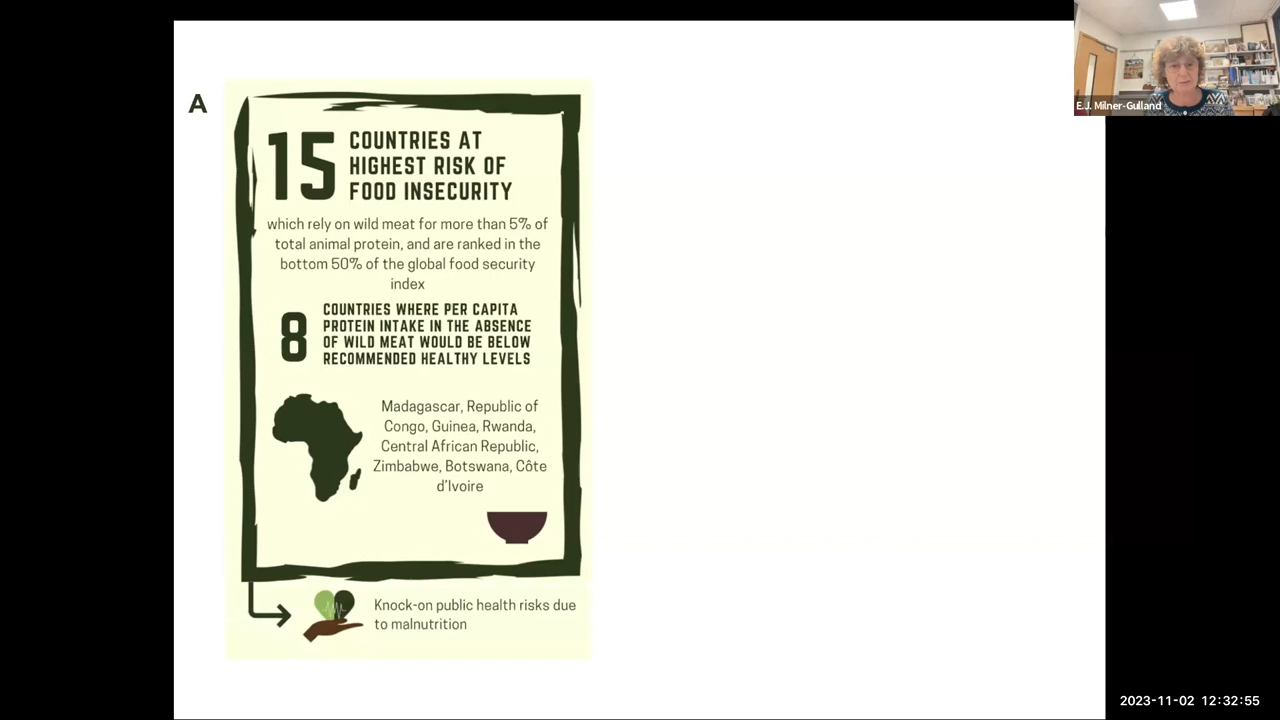 A
15
COUNTRIES AT
HIGHEST RISK OF
FOOD INSECURITY
which rely on wild meat for more than 5% of
total animal protein, and are ranked in the
bottom 50% of the global food security
index
8
COUNTRIES WHERE PER CAPITA
PROTEIN INTAKE IN THE ABSENCE
OF WILD MEAT WOULD BE BELOW
RECOMMENDED HEALTHY LEVELS
Madagascar, Republic of
Congo, Guinea, Rwanda,
Central African Republic,
Zimbabwe, Botswana, Côte
d'Ivoire
Knock-on public health risks due
to malnutrition
E.J. Milner-Gulland
2023-11-02 12:32:55